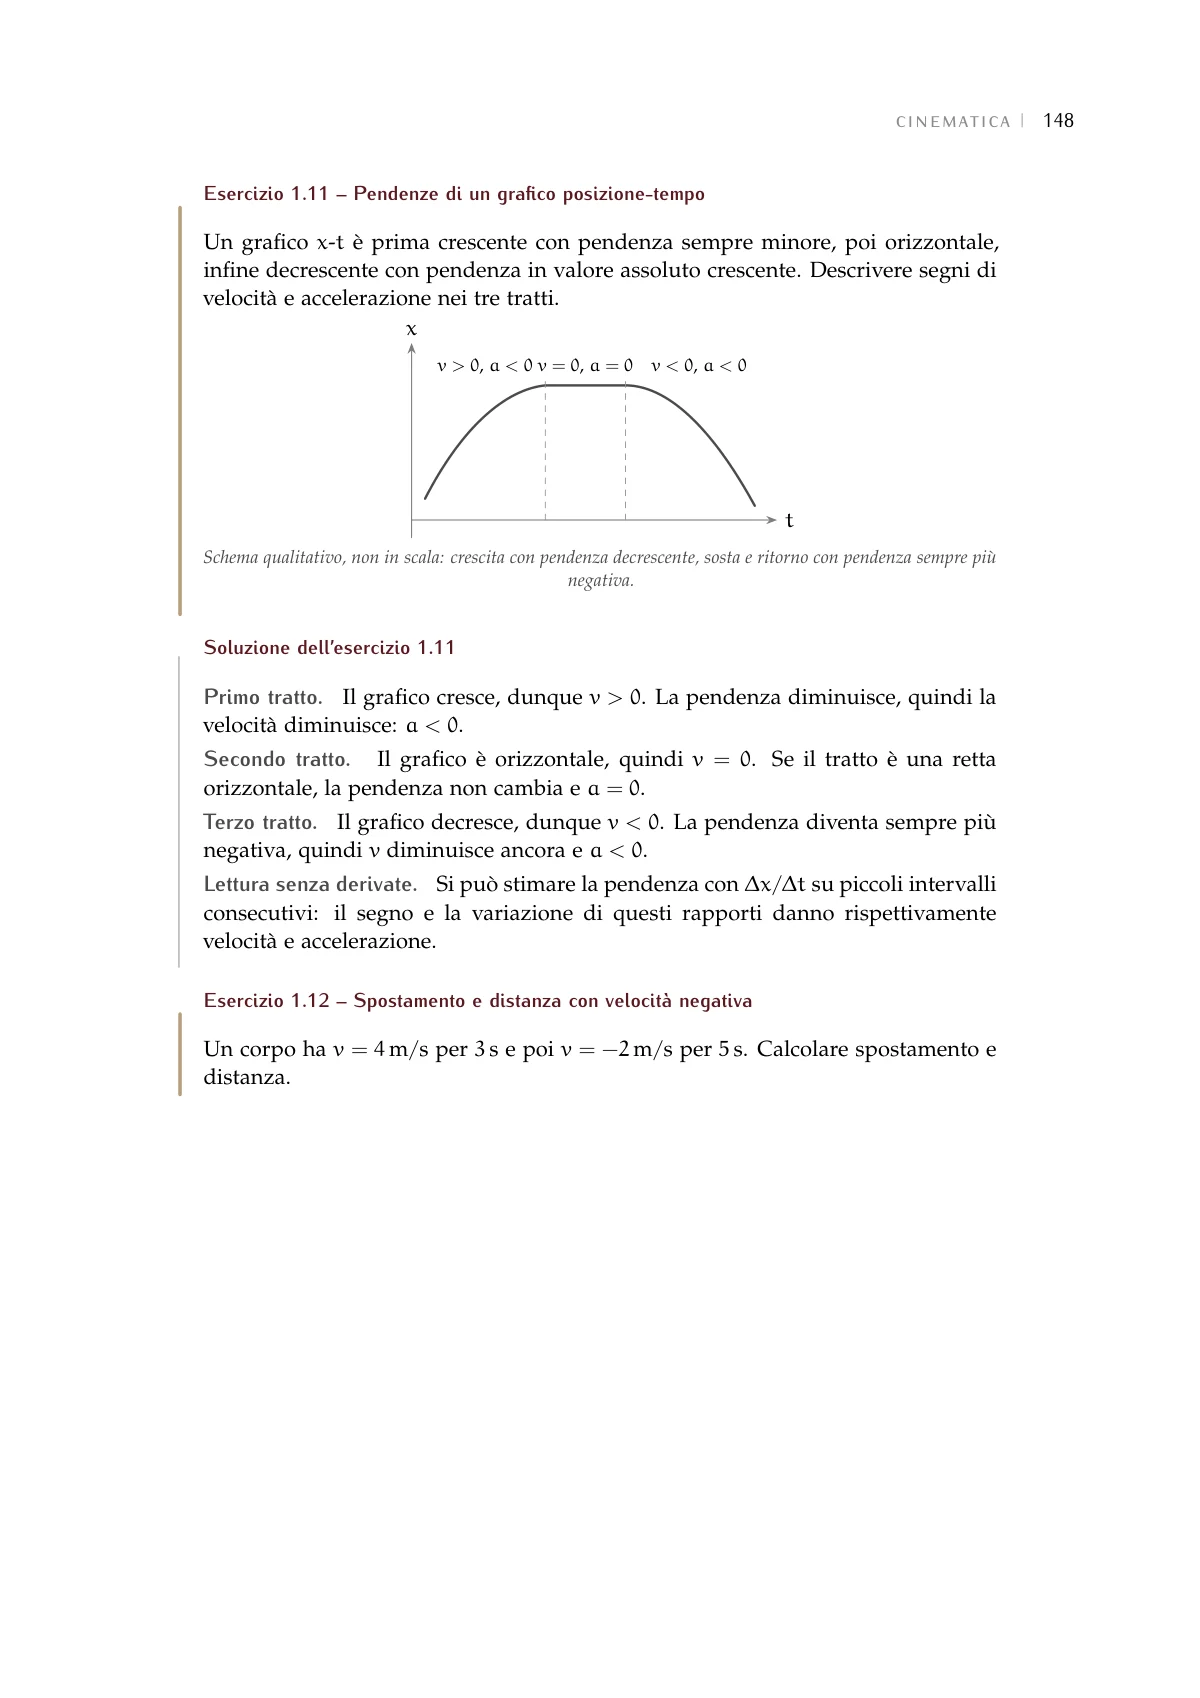 CINEMATICA | 148
Esercizio 1.11 – Pendenze di un grafico posizione-tempo
Un grafico x-t è prima crescente con pendenza sempre minore, poi orizzontale,
infine decrescente con pendenza in valore assoluto crescente. Descrivere segni di
velocità e accelerazione nei tre tratti.
x
v > 0, a < 0 v = 0, a = 0 v < 0, a < 0
t
Schema qualitativo, non in scala: crescita con pendenza decrescente, sosta e ritorno con pendenza sempre più
negativa.
Soluzione dell'esercizio 1.11
Primo tratto. Il grafico cresce, dunque v > 0. La pendenza diminuisce, quindi la
velocità diminuisce: a < 0.
Secondo tratto. Il grafico è orizzontale, quindi v = 0. Se il tratto è una retta
orizzontale, la pendenza non cambia e a = 0.
Terzo tratto. Il grafico decresce, dunque v < 0. La pendenza diventa sempre più
negativa, quindi v diminuisce ancora e a < 0.
Lettura senza derivate. Si può stimare la pendenza con Δx/Δt su piccoli intervalli
consecutivi: il segno e la variazione di questi rapporti danno rispettivamente
velocità e accelerazione.
Esercizio 1.12 – Spostamento e distanza con velocità negativa
Un corpo ha v = 4 m/s per 3 s e poi v = −2 m/s per 5 s. Calcolare spostamento e
distanza.